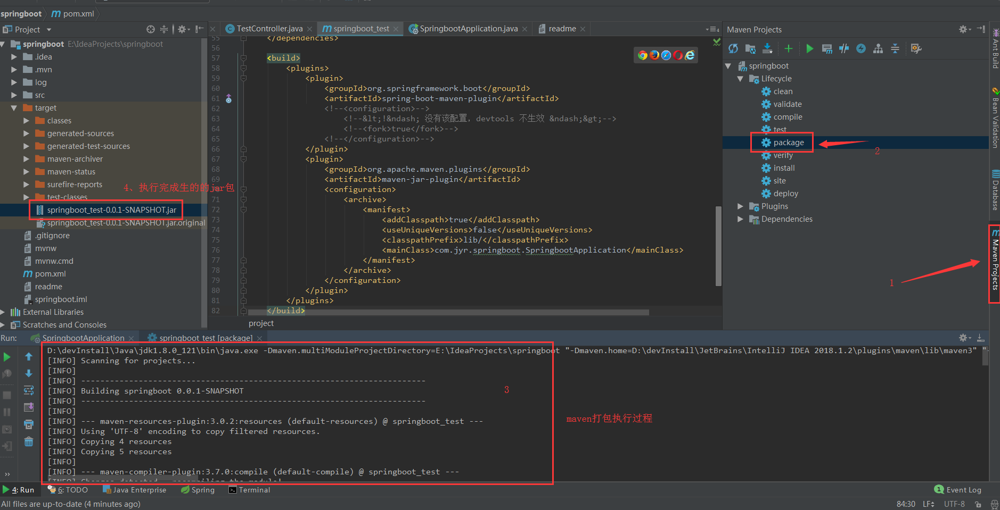 springboot
pom.xml
Project
TestController.java
springboot_test
SpringbootApplication.java
readme
4
Maven Projects
springboot E:\IdeaProjects\springboot
.idea
.mvn
log
src
target
classes
generated-sources
generated-test-sources
maven-archiver
maven-status
surefire-reports
test-classes
4、执行完成生的的jar包
springboot_test-0.0.1-SNAPSHOT.jar
springboot_test-0.0.1-SNAPSHOT.jar.original
.gitignore
mvnw
mvnw.cmd
pom.xml
readme
springboot.iml
External Libraries
Scratches and Consoles
55 </dependencies>
56
57 <build>
58 <plugins>
59 <plugin>
60 <groupId>org.springframework.boot</groupId>
61 <artifactId>spring-boot-maven-plugin</artifactId>
62 <!--<configuration>-->
63 <!--&lt;!&ndash; 没有该配置，devtools 不生效 &ndash;&gt;-->
64 <!--<fork>true</fork>-->
65 <!--</configuration>-->
66 </plugin>
67 <plugin>
68 <groupId>org.apache.maven.plugins</groupId>
69 <artifactId>maven-jar-plugin</artifactId>
70 <configuration>
71 <archive>
72 <manifest>
73 <addClasspath>true</addClasspath>
74 <useUniqueVersions>false</useUniqueVersions>
75 <classpathPrefix>lib/</classpathPrefix>
76 <mainClass>com.jyr.springboot.SpringbootApplication</mainClass>
77 </manifest>
78 </archive>
79 </configuration>
80 </plugin>
81 </plugins>
82 </build>
project
springboot
Lifecycle
clean
validate
compile
test
package
2
verify
install
site
deploy
Plugins
Dependencies
1
Ant Build
Bean Validation
Database
Maven Projects
Run:
SpringbootApplication
springboot_test [package]
D:\devInstall\Java\jdk1.8.0_121\bin\java.exe -Dmaven.multiModuleProjectDirectory=E:\IdeaProjects\springboot "-Dmaven.home=D:\devInstall\JetBrains\IntelliJ IDEA 2018.1.2\plugins\maven\lib\maven3" "-
[INFO] Scanning for projects...
[INFO]
[INFO] ------------------------------------------------------------------------
[INFO] Building springboot 0.0.1-SNAPSHOT
[INFO] ------------------------------------------------------------------------
[INFO]
[INFO] --- maven-resources-plugin:3.0.2:resources (default-resources) @ springboot_test ---
[INFO] Using 'UTF-8' encoding to copy filtered resources.
[INFO] Copying 4 resources
[INFO] Copying 5 resources
[INFO]
[INFO] --- maven-compiler-plugin:3.7.0:compile (default-compile) @ springboot_test ---
[INFO] Changes detected - recompiling the module!
3
maven打包执行过程
4: Run
6: TODO
Java Enterprise
Spring
Terminal
1 Event Log
All files are up-to-date (4 minutes ago)
84:30
LF
UTF-8